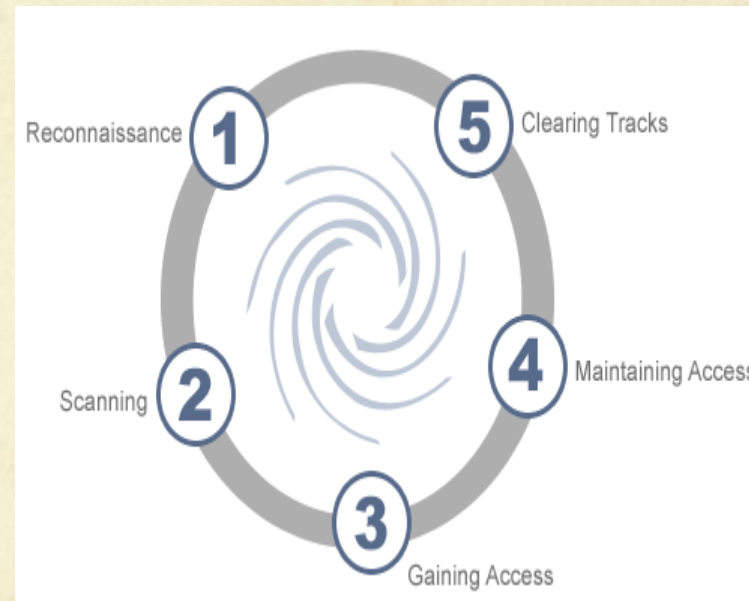 1
Reconnaissance
2
Scanning
3
Gaining Access
4
Maintaining Access
5
Clearing Tracks